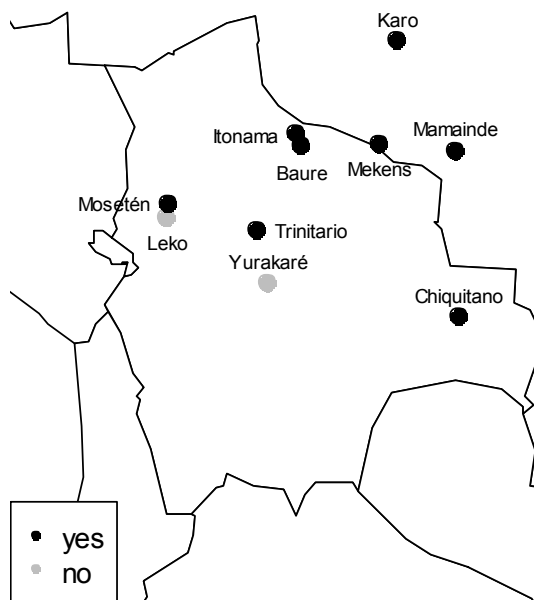 Karo
Itonama
Mamainde
Baure
Mekens
Mosetén
Leko
Trinitario
Yurakaré
Chiquitano
yes
no